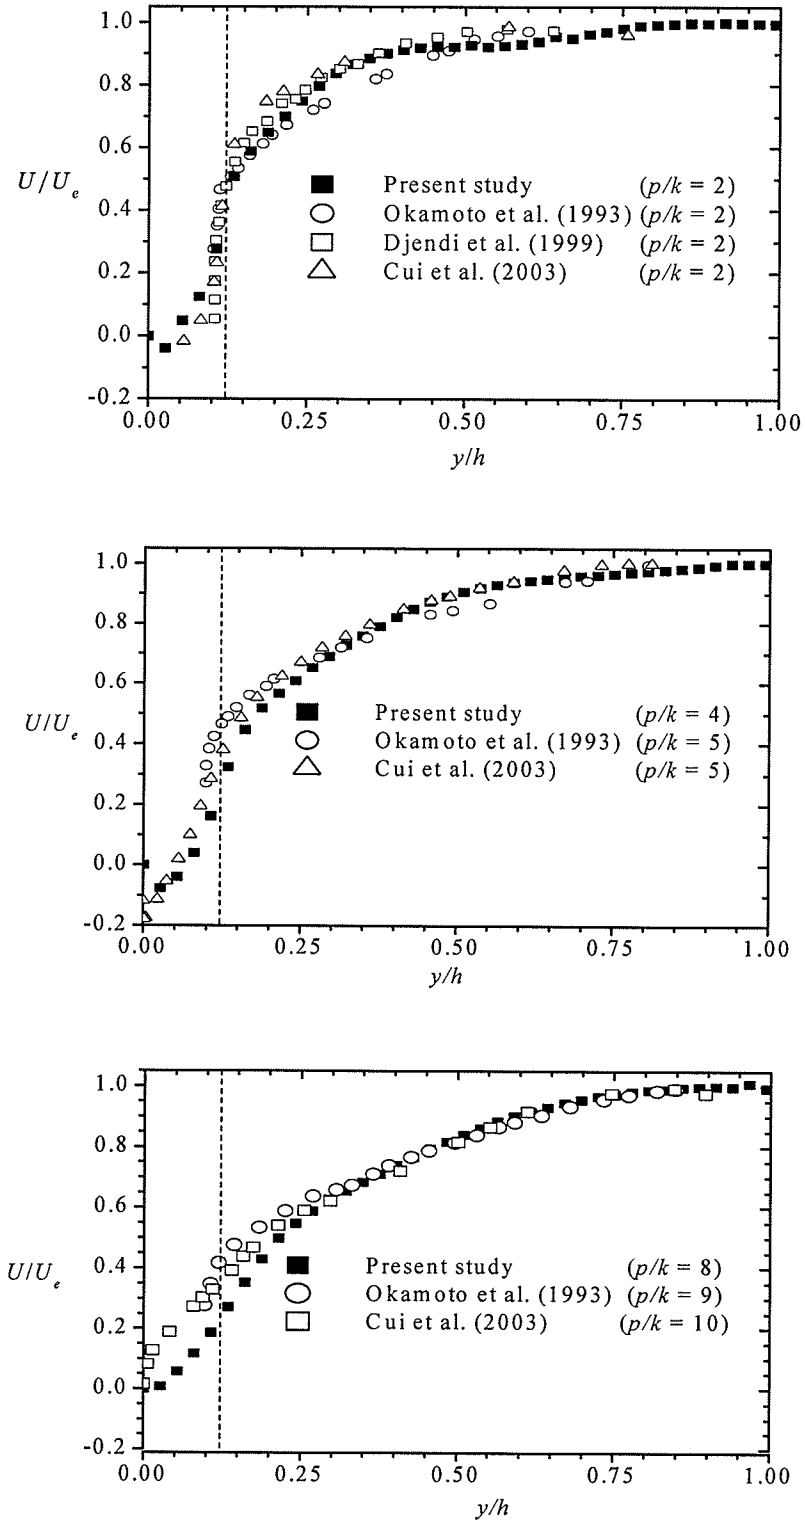 1.0
0.8
0.6
U/Ue
0.4
0.2
0.0
-0.2
Present study (p/k = 2)
Okamoto et al. (1993) (p/k = 2)
Djendi et al. (1999) (p/k = 2)
Cui et al. (2003) (p/k = 2)
0.00 0.25 0.50 0.75 1.00
y/h
1.0
0.8
0.6
U/Ue
0.4
0.2
0.0
-0.2
Present study (p/k = 4)
Okamoto et al. (1993) (p/k = 5)
Cui et al. (2003) (p/k = 5)
0.00 0.25 0.50 0.75 1.00
y/h
1.0
0.8
0.6
0.4
U/Ue
0.2
0.0
-0.2
Present study (p/k = 8)
Okamoto et al. (1993) (p/k = 9)
Cui et al. (2003) (p/k = 10)
0.00 0.25 0.50 0.75 1.00
y/h